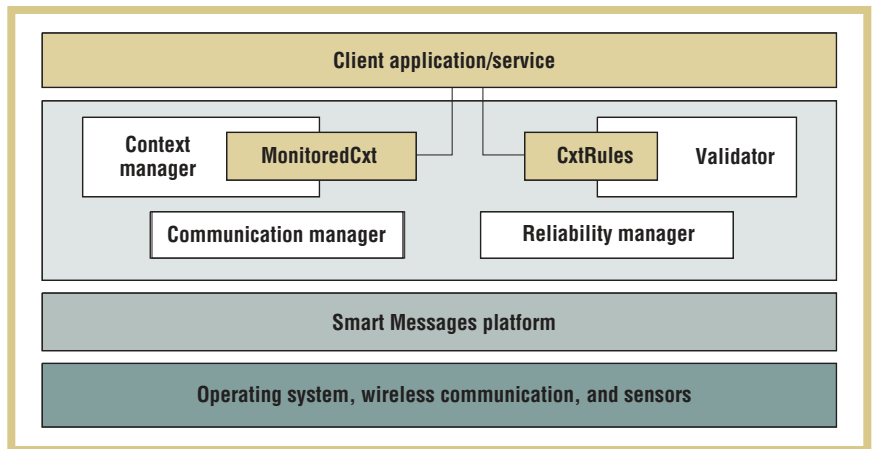 Client application/service
Context
manager
MonitoredCxt
CxtRules
Validator
Communication manager
Reliability manager
Smart Messages platform
Operating system, wireless communication, and sensors